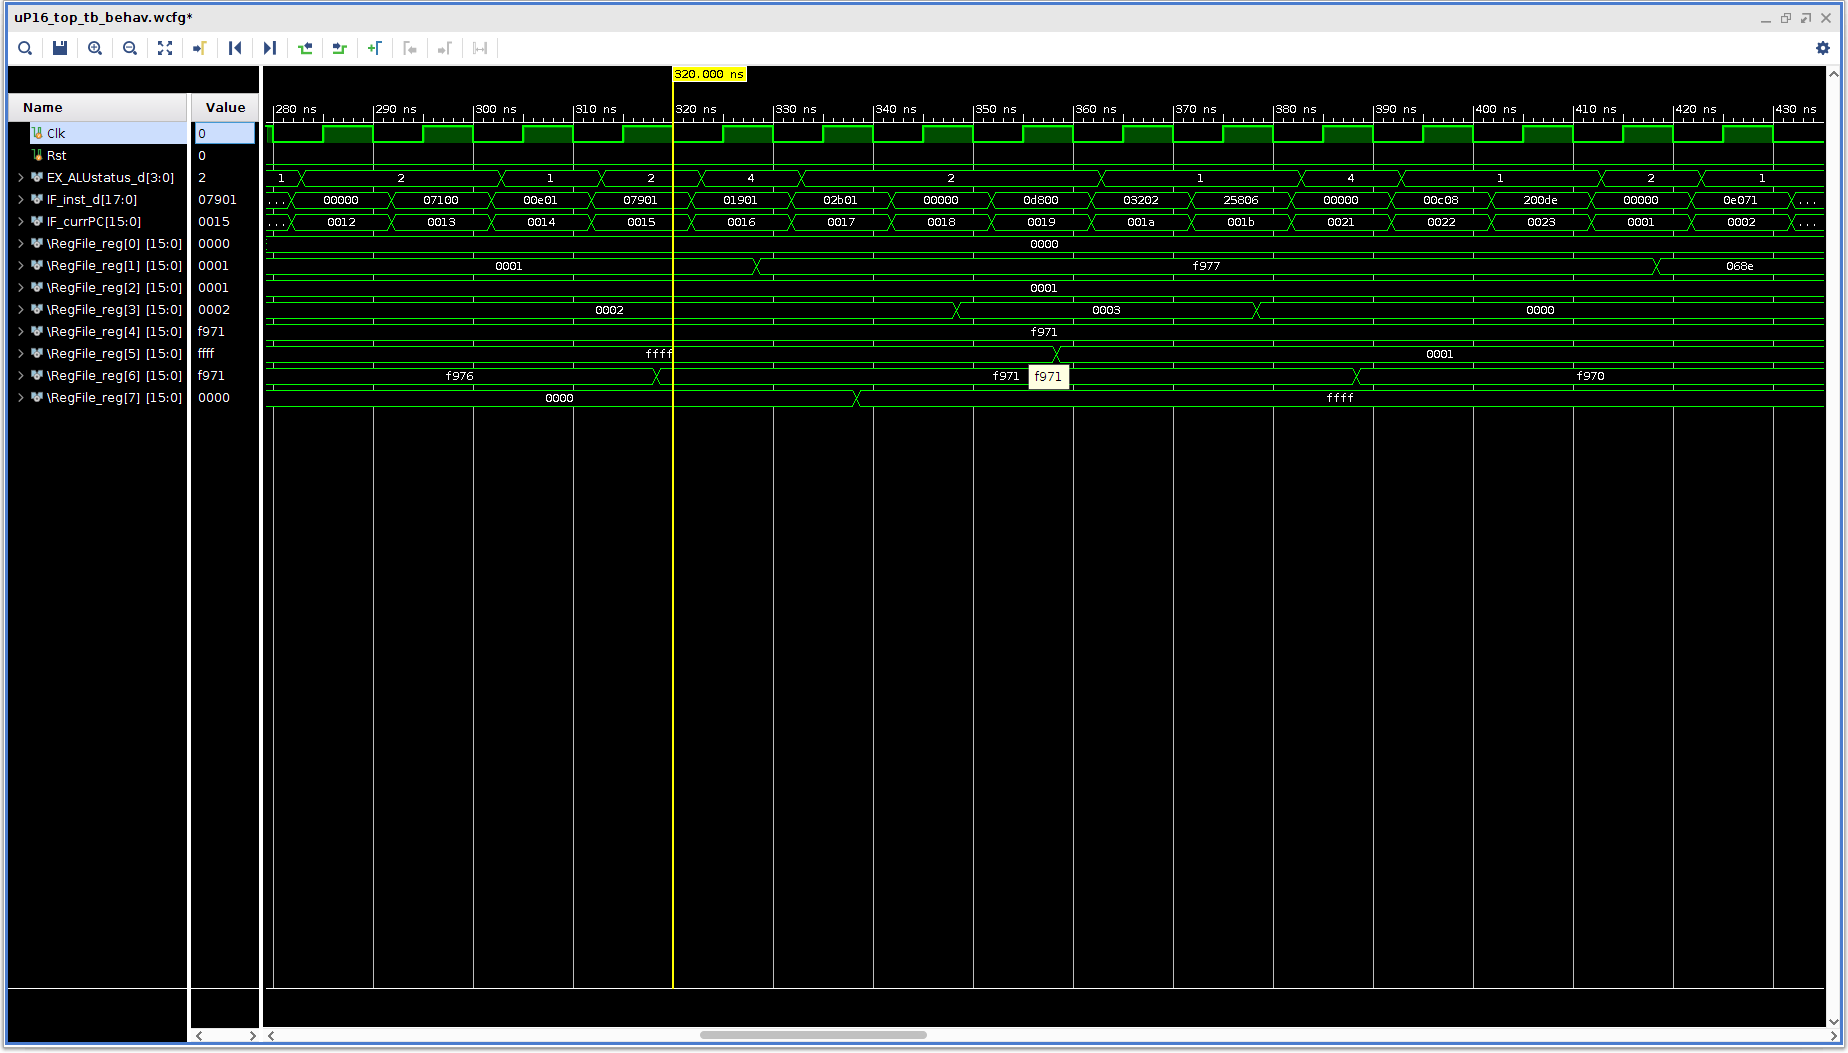 uP16_top_tb_behav.wcfg*
320.000 ns
Name Value
280 ns 290 ns 300 ns 310 ns 320 ns 330 ns 340 ns 350 ns 360 ns 370 ns 380 ns 390 ns 400 ns 410 ns 420 ns 430 ns
Clk 0
Rst 0
EX_ALUstatus_d[3:0] 2 1 2 1 2 4 2 1 4 1 2 1
IF_inst_d[17:0] 07901 ... 00000 07100 00e01 07901 01901 02b01 00000 0d800 03202 25806 00000 00c08 200de 00000 0e071 ...
IF_currPC[15:0] 0015 ... 0012 0013 0014 0015 0016 0017 0018 0019 001a 001b 0021 0022 0023 0001 0002 ...
\RegFile_reg[0] [15:0] 0000 0000
\RegFile_reg[1] [15:0] 0001 0001 f977 068e
\RegFile_reg[2] [15:0] 0001 0001
\RegFile_reg[3] [15:0] 0002 0002 0003 0000
\RegFile_reg[4] [15:0] f971 f971
\RegFile_reg[5] [15:0] ffff ffff 0001
\RegFile_reg[6] [15:0] f971 f976 f971 f971 f970
\RegFile_reg[7] [15:0] 0000 0000 ffff